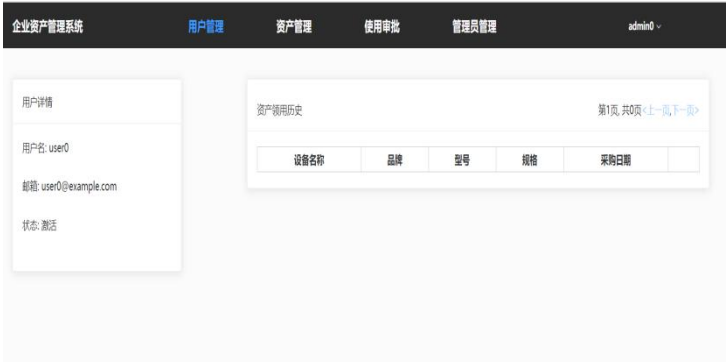 企业资产管理系统 用户管理 资产管理 使用审批 管理员管理 admin0
用户详情
用户名: user0
邮箱: user0@example.com
状态: 激活
资产领用历史 第1页, 共0页 <上一页,下一页>
设备名称 品牌 型号 规格 采购日期